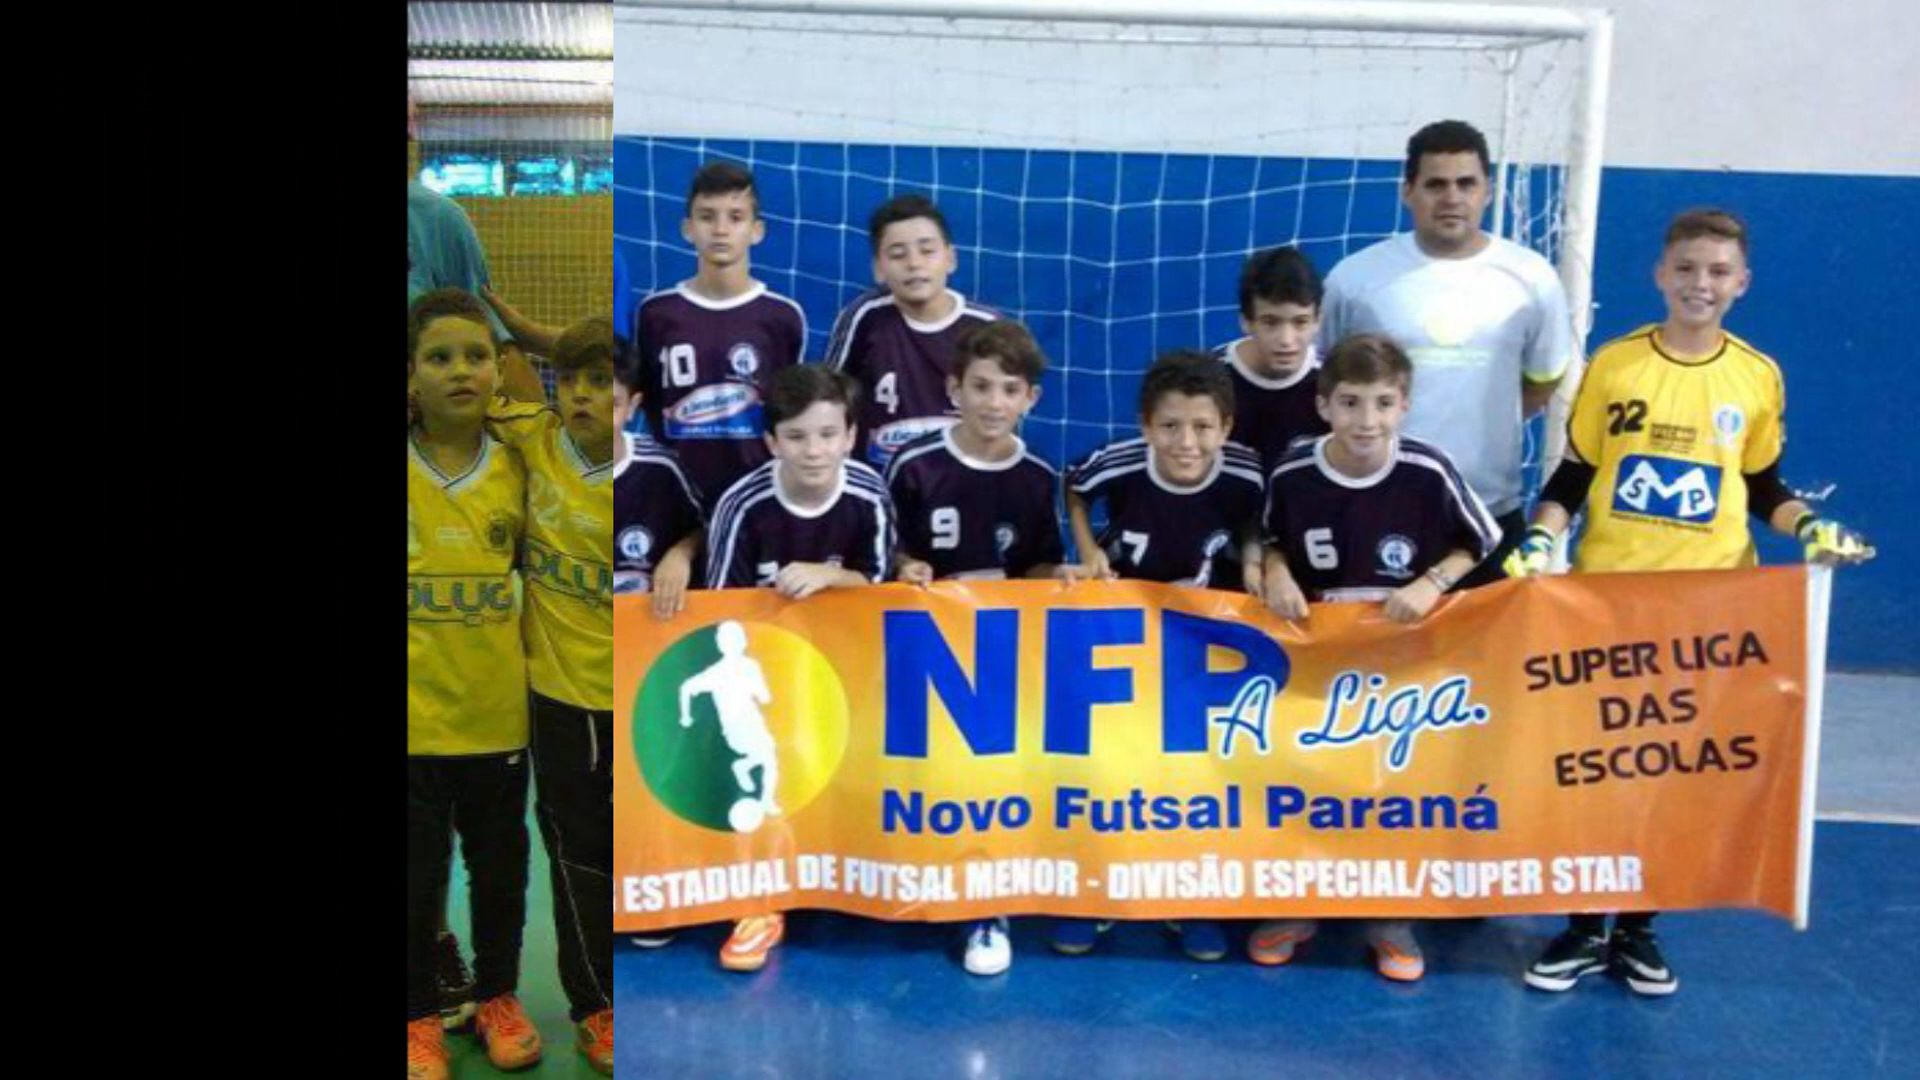 10
4
9
7
6
22
SMP
NFP
A Liga.
Novo Futsal Paraná
SUPER LIGA
DAS
ESCOLAS
ESTADUAL DE FUTSAL MENOR - DIVISÃO ESPECIAL/SUPER STAR